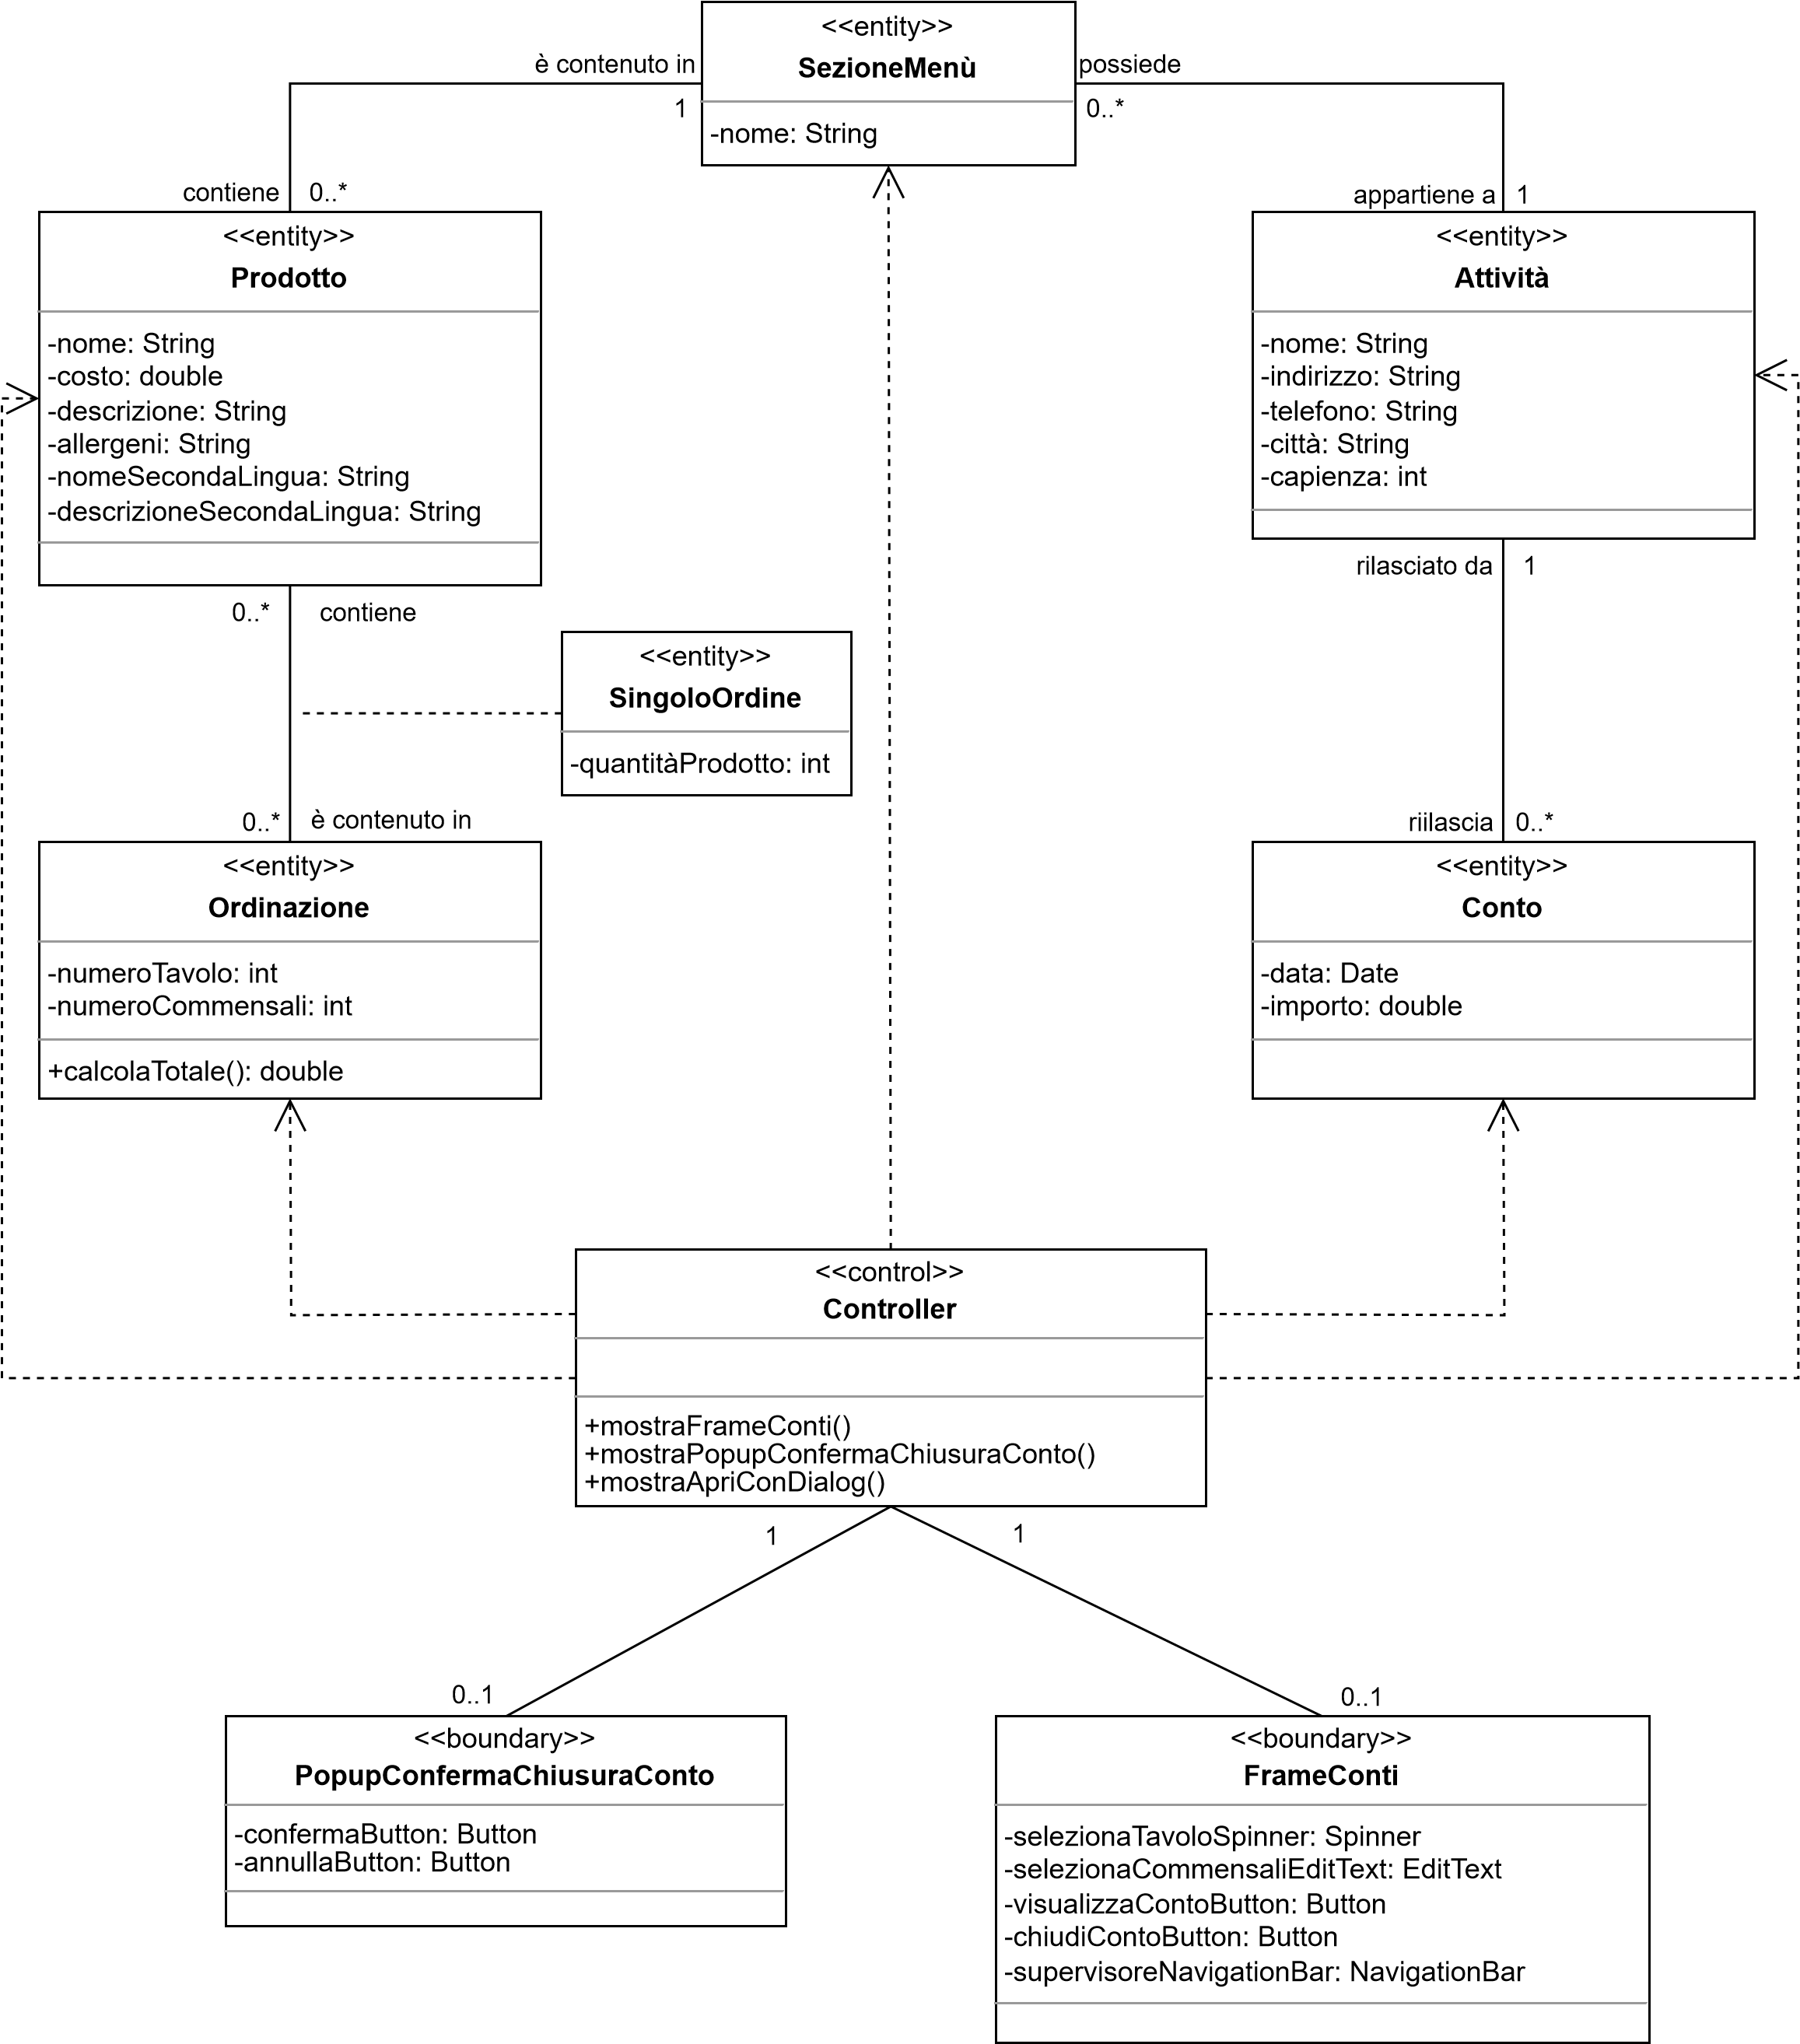 <<entity>>
SezioneMenù
-nome: String
è contenuto in
1
possiede
0..*
contiene
0..*
appartiene a
1
<<entity>>
Prodotto
-nome: String
-costo: double
-descrizione: String
-allergeni: String
-nomeSecondaLingua: String
-descrizioneSecondaLingua: String
<<entity>>
Attività
-nome: String
-indirizzo: String
-telefono: String
-città: String
-capienza: int
0..*
contiene
rilasciato da
1
<<entity>>
SingoloOrdine
-quantitàProdotto: int
0..*
è contenuto in
riilascia
0..*
<<entity>>
Ordinazione
-numeroTavolo: int
-numeroCommensali: int
+calcolaTotale(): double
<<entity>>
Conto
-data: Date
-importo: double
<<control>>
Controller
+mostraFrameConti()
+mostraPopupConfermaChiusuraConto()
+mostraApriConDialog()
1
1
0..1
0..1
<<boundary>>
PopupConfermaChiusuraConto
-confermaButton: Button
-annullaButton: Button
<<boundary>>
FrameConti
-selezionaTavoloSpinner: Spinner
-selezionaCommensaliEditText: EditText
-visualizzaContoButton: Button
-chiudiContoButton: Button
-supervisoreNavigationBar: NavigationBar